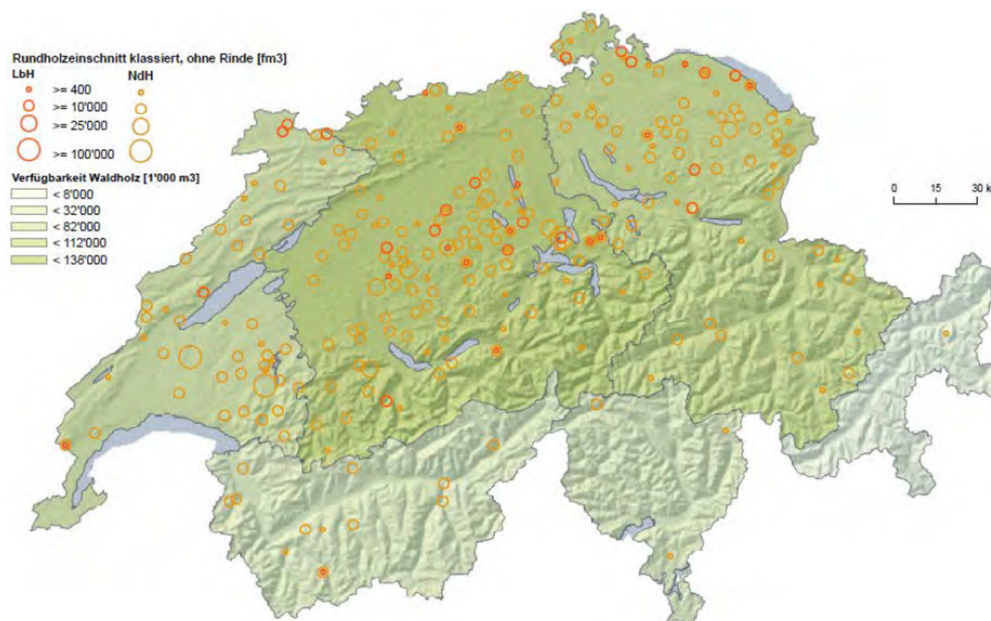 Rundholzeinschnitt klassiert, ohne Rinde [fm3]
LbH NdH
>= 400
>= 10'000
>= 25'000
>= 100'000
Verfügbarkeit Waldholz [1'000 m3]
< 8'000
< 32'000
< 82'000
< 112'000
< 138'000
0 15 30 k